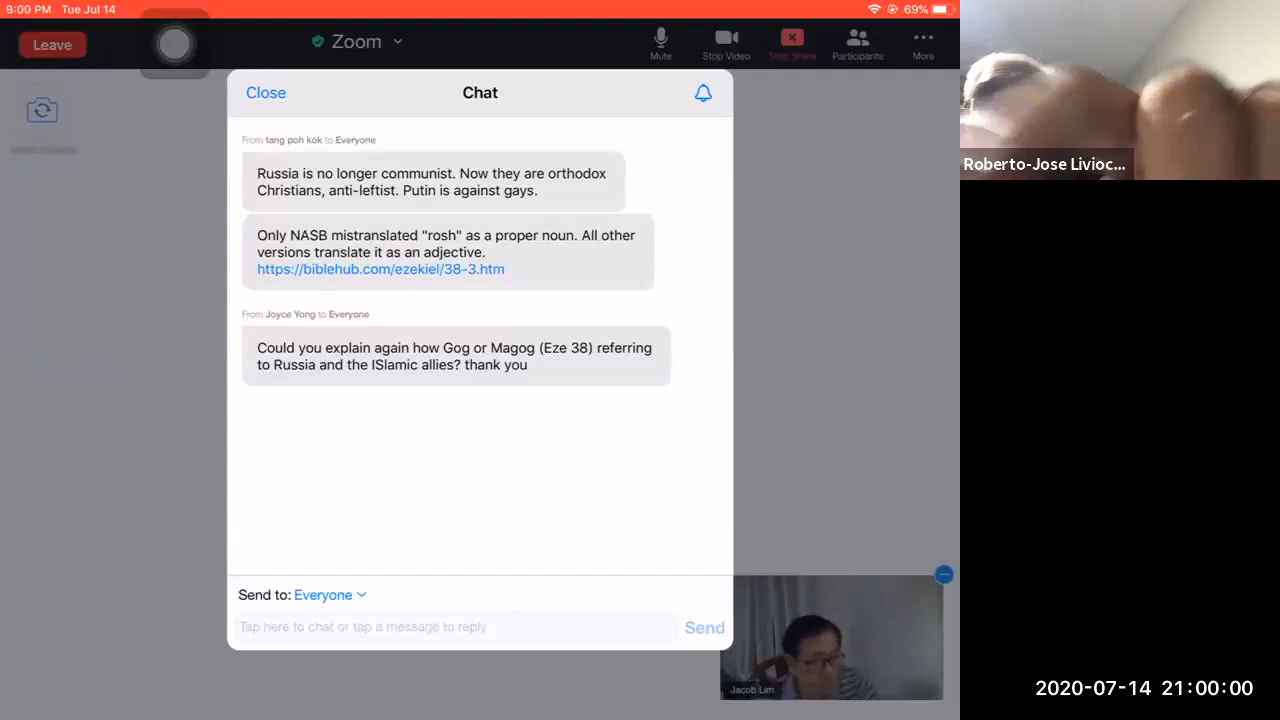 9:00 PM Tue Jul 14
69%
Leave
Zoom
Mute
Stop Video
Stop Share
Participants
More
Close
Chat
From tang poh kok to Everyone
Russia is no longer communist. Now they are orthodox
Christians, anti-leftist. Putin is against gays.
Only NASB mistranslated "rosh" as a proper noun. All other
versions translate it as an adjective.
https://biblehub.com/ezekiel/38-3.htm
From Joyce Yong to Everyone
Could you explain again how Gog or Magog (Eze 38) referring
to Russia and the ISlamic allies? thank you
Send to: Everyone
Tap here to chat or tap a message to reply
Send
Roberto-Jose Livioc...
Jacob Lim
2020-07-14 21:00:00